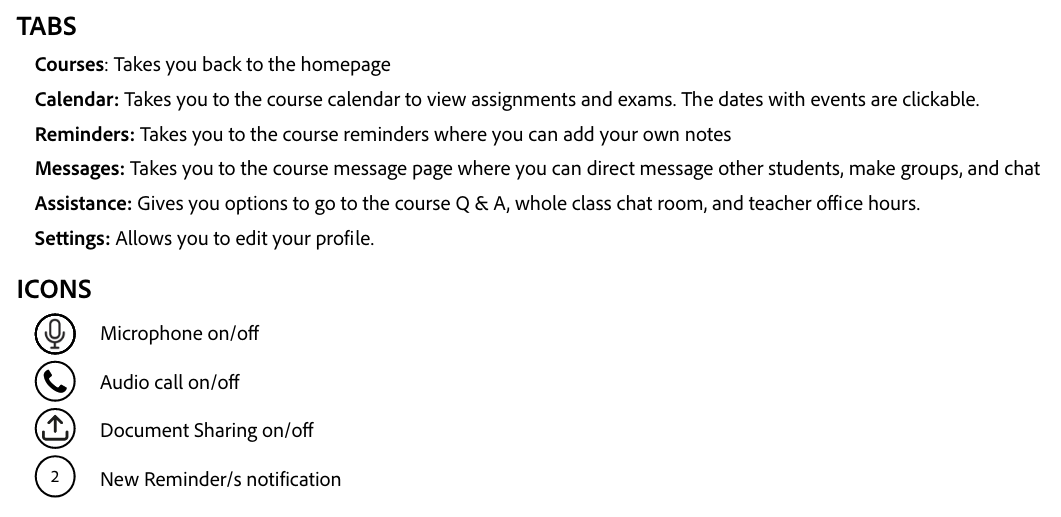 TABS
Courses: Takes you back to the homepage
Calendar: Takes you to the course calendar to view assignments and exams. The dates with events are clickable.
Reminders: Takes you to the course reminders where you can add your own notes
Messages: Takes you to the course message page where you can direct message other students, make groups, and chat
Assistance: Gives you options to go to the course Q & A, whole class chat room, and teacher office hours.
Settings: Allows you to edit your profile.
ICONS
Microphone on/off
Audio call on/off
Document Sharing on/off
2 New Reminder/s notification